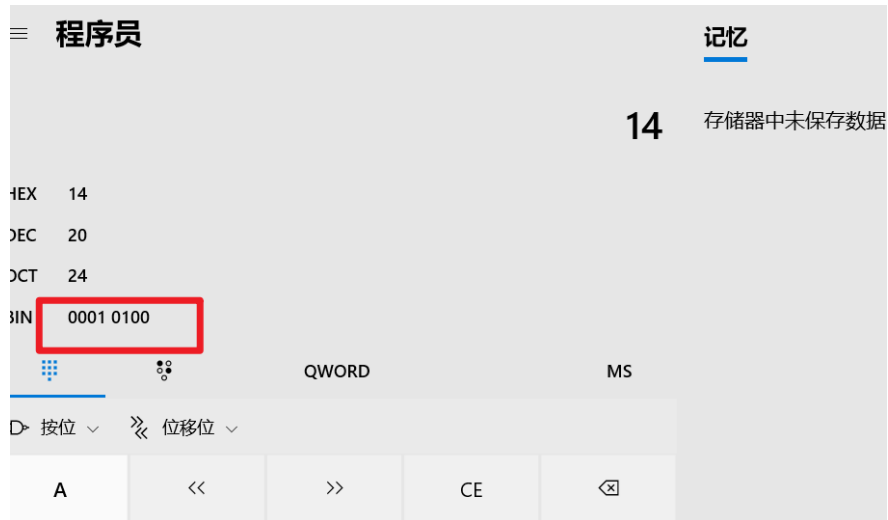 程序员
记忆
14
存储器中未保存数据
HEX 14
DEC 20
OCT 24
BIN 0001 0100
QWORD MS
按位 位移位
A << >> CE